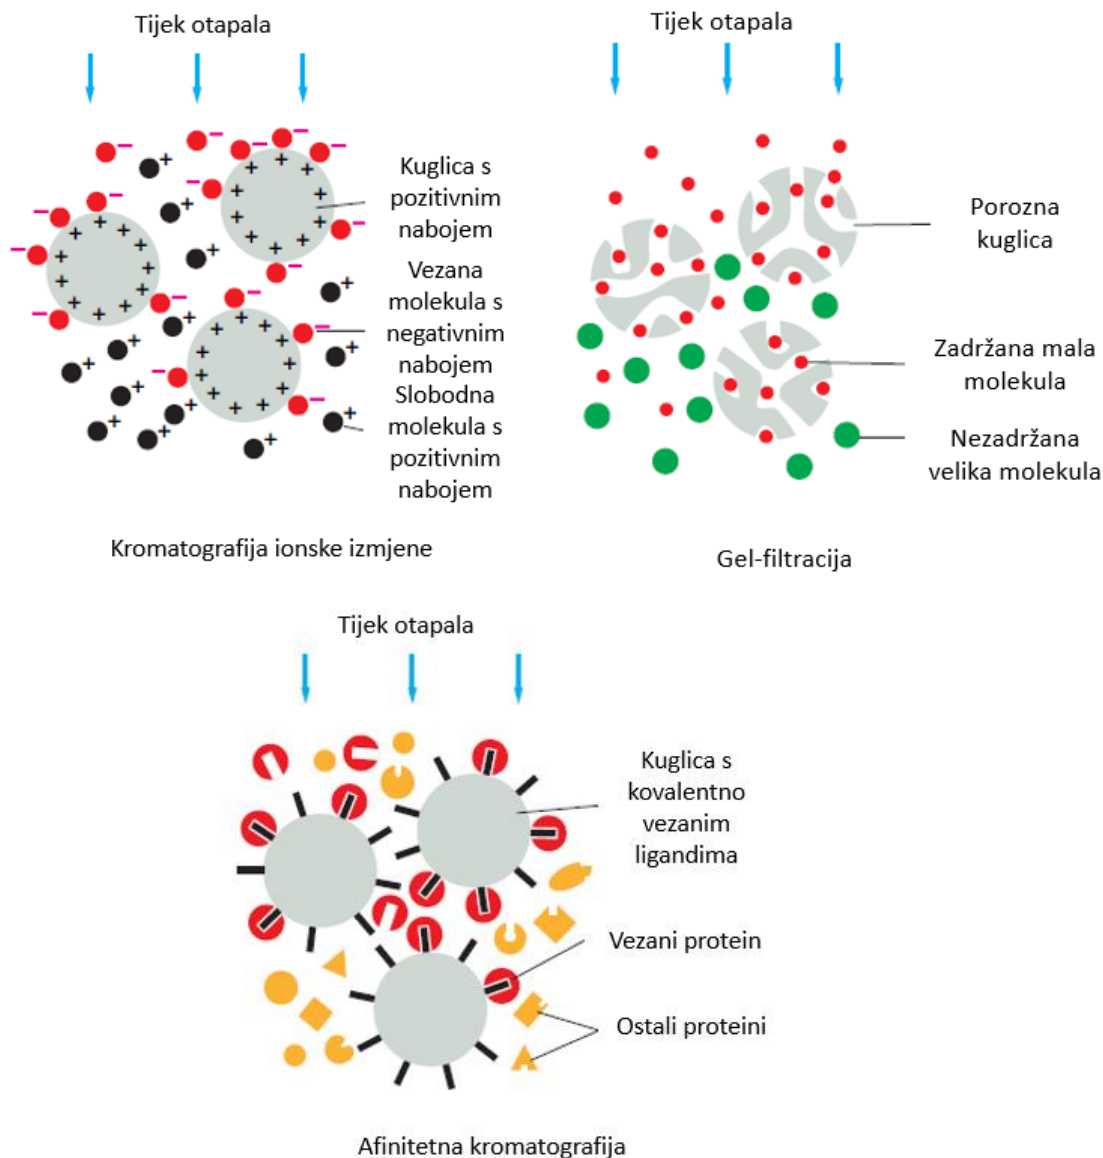 Tijek otapala
Kuglica s
pozitivnim
nabojem
Vezana
molekula s
negativnim
nabojem
Slobodna
molekula s
pozitivnim
nabojem
Kromatografija ionske izmjene
Tijek otapala
Porozna
kuglica
Zadržana mala
molekula
Nezadržana
velika molekula
Gel-filtracija
Tijek otapala
Kuglica s
kovalentno
vezanim
ligandima
Vezani protein
Ostali proteini
Afinitetna kromatografija